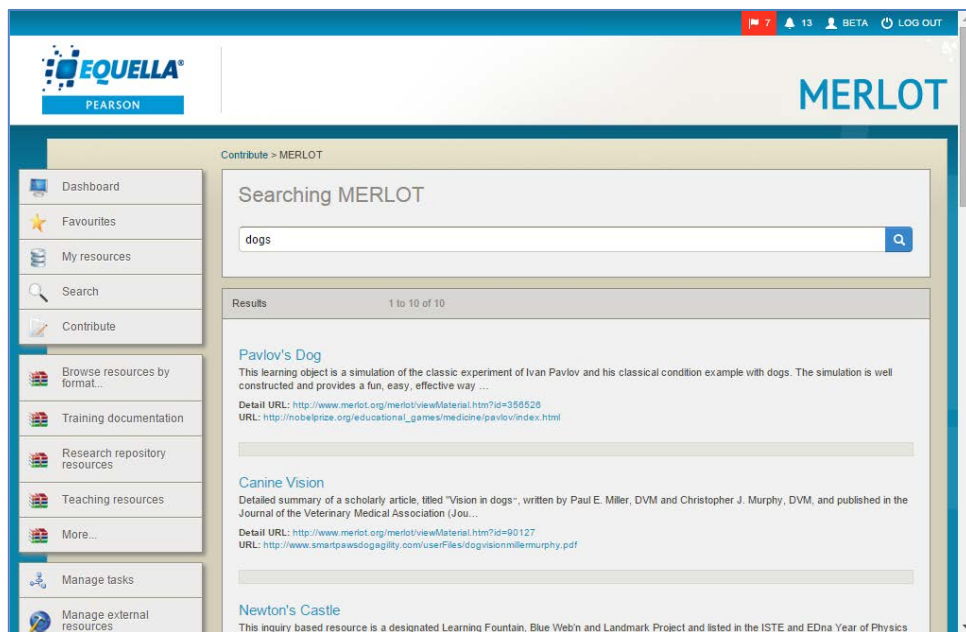 7 13 BETA LOG OUT
EQUELLA®
PEARSON
MERLOT
Contribute > MERLOT
Dashboard
Favourites
My resources
Search
Contribute
Browse resources by
format...
Training documentation
Research repository
resources
Teaching resources
More...
Manage tasks
Manage external
resources
Searching MERLOT
dogs
Results 1 to 10 of 10
Pavlov's Dog
This learning object is a simulation of the classic experiment of Ivan Pavlov and his classical condition example with dogs. The simulation is well
constructed and provides a fun, easy, effective way ...
Detail URL: http://www.merlot.org/merlot/viewMaterial.htm?id=356526
URL: http://nobelprize.org/educational_games/medicine/pavlov/index.html
Canine Vision
Detailed summary of a scholarly article, titled "Vision in dogs", written by Paul E. Miller, DVM and Christopher J. Murphy, DVM, and published in the
Journal of the Veterinary Medical Association (Jou...
Detail URL: http://www.merlot.org/merlot/viewMaterial.htm?id=90127
URL: http://www.smartpawsdogagility.com/userFiles/dogvisionmillermurphy.pdf
Newton's Castle
This inquiry based resource is a designated Learning Fountain, Blue Web'n and Landmark Project and listed in the ISTE and EDna Year of Physics